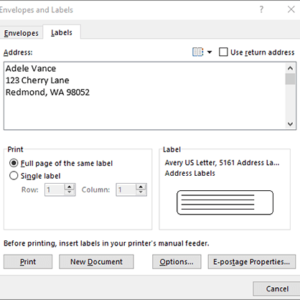 Envelopes and Labels
?
Envelopes
Labels
Address:
Use return address
Adele Vance
123 Cherry Lane
Redmond, WA 98052
Print
Full page of the same label
Single label
Row: 1 Column: 1
Label
Avery US Letter, 5161 Address La...
Address Labels
Before printing, insert labels in your printer's manual feeder.
Print
New Document
Options...
E-postage Properties...
Cancel